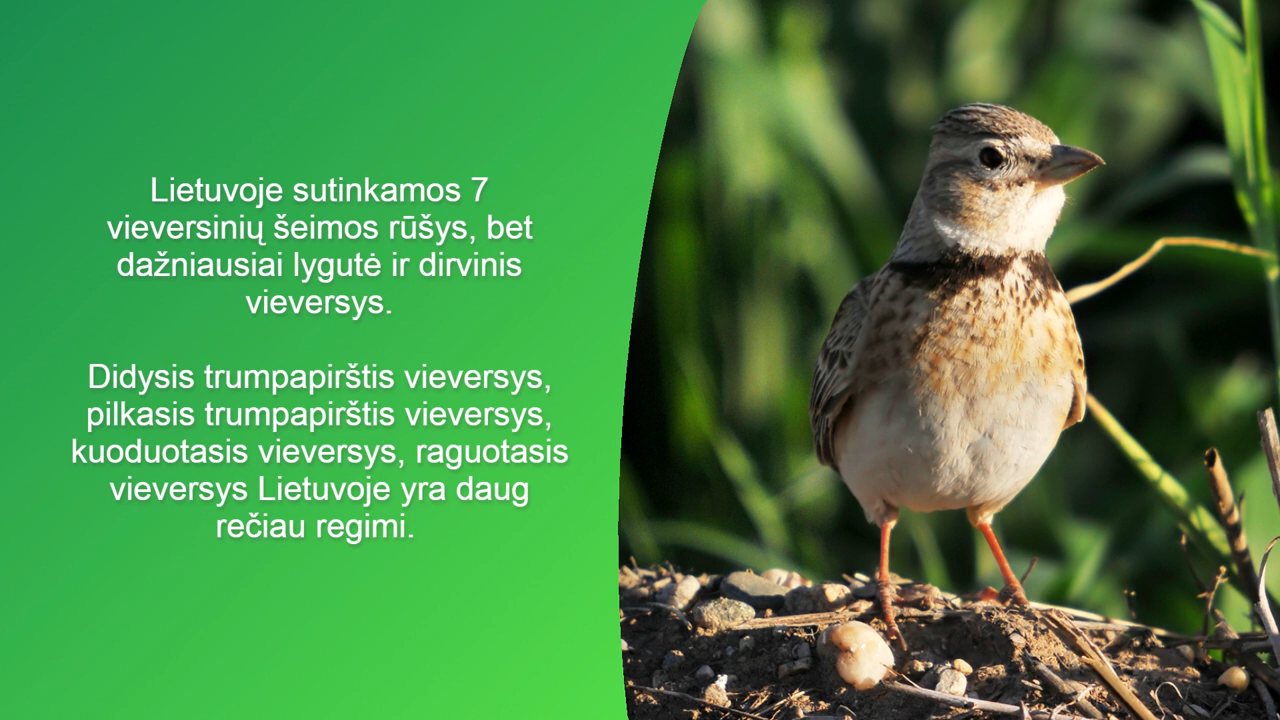 Lietuvoje sutinkamos 7
vieversinių šeimos rūšys, bet
dažniausiai lygutė ir dirvinis
vieversys.
Didysis trumpapirštis vieversys,
pilkasis trumpapirštis vieversys,
kuoduotasis vieversys, raguotasis
vieversys Lietuvoje yra daug
rečiau regimi.